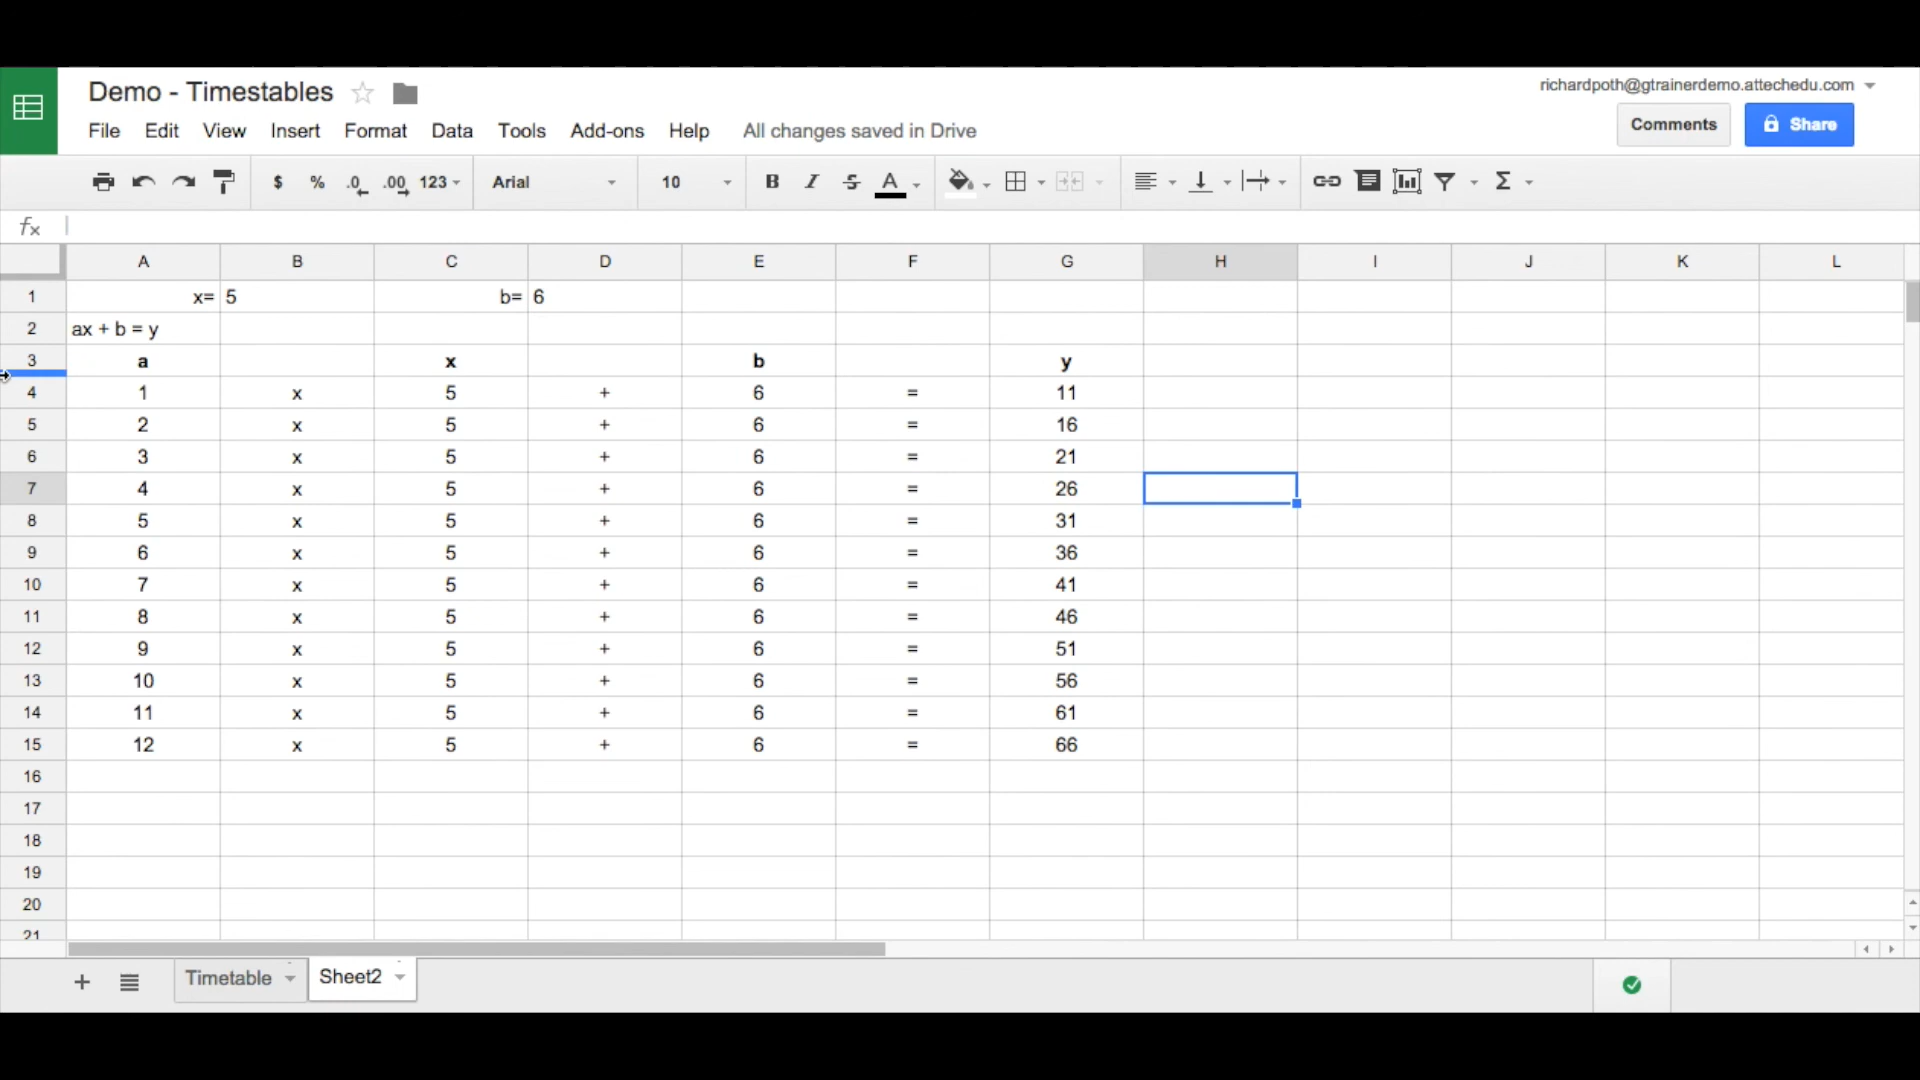 Demo - Timestables
richardpoth@gtrainerdemo.attechedu.com
File Edit View Insert Format Data Tools Add-ons Help All changes saved in Drive
Comments Share
$ % .0 .00 123 Arial 10 B I S A Σ
fx
A B C D E F G H I J K L
1 x= 5 b= 6
2 ax + b = y
3 a x b y
4 1 x 5 + 6 = 11
5 2 x 5 + 6 = 16
6 3 x 5 + 6 = 21
7 4 x 5 + 6 = 26
8 5 x 5 + 6 = 31
9 6 x 5 + 6 = 36
10 7 x 5 + 6 = 41
11 8 x 5 + 6 = 46
12 9 x 5 + 6 = 51
13 10 x 5 + 6 = 56
14 11 x 5 + 6 = 61
15 12 x 5 + 6 = 66
16
17
18
19
20
21
+ Timetable Sheet2